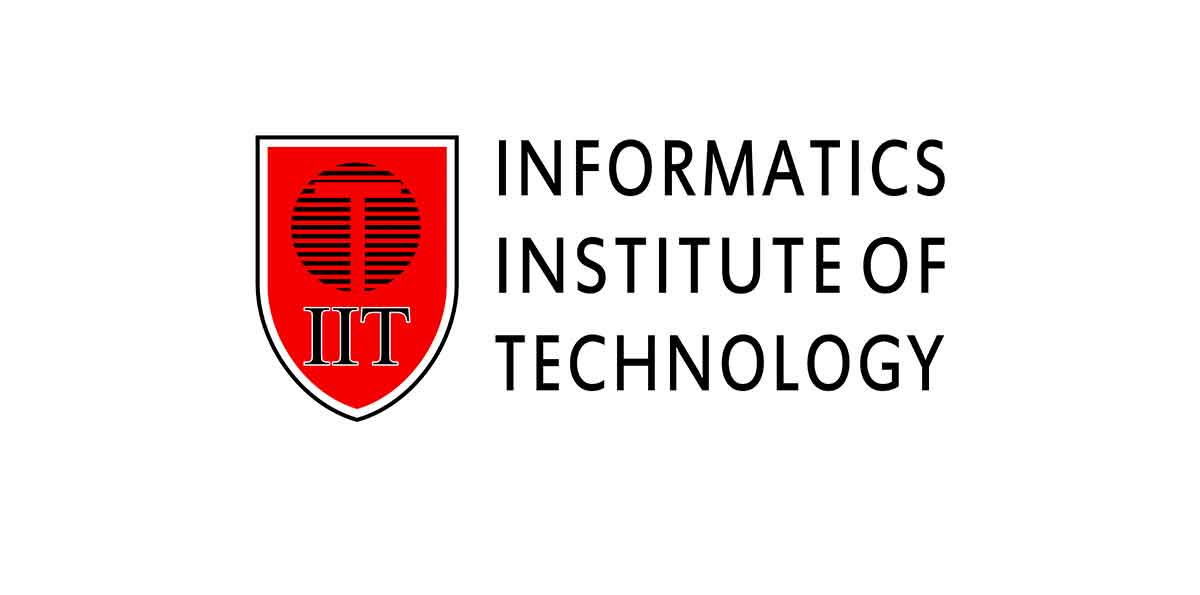 IIT
INFORMATICS
INSTITUTE OF
TECHNOLOGY